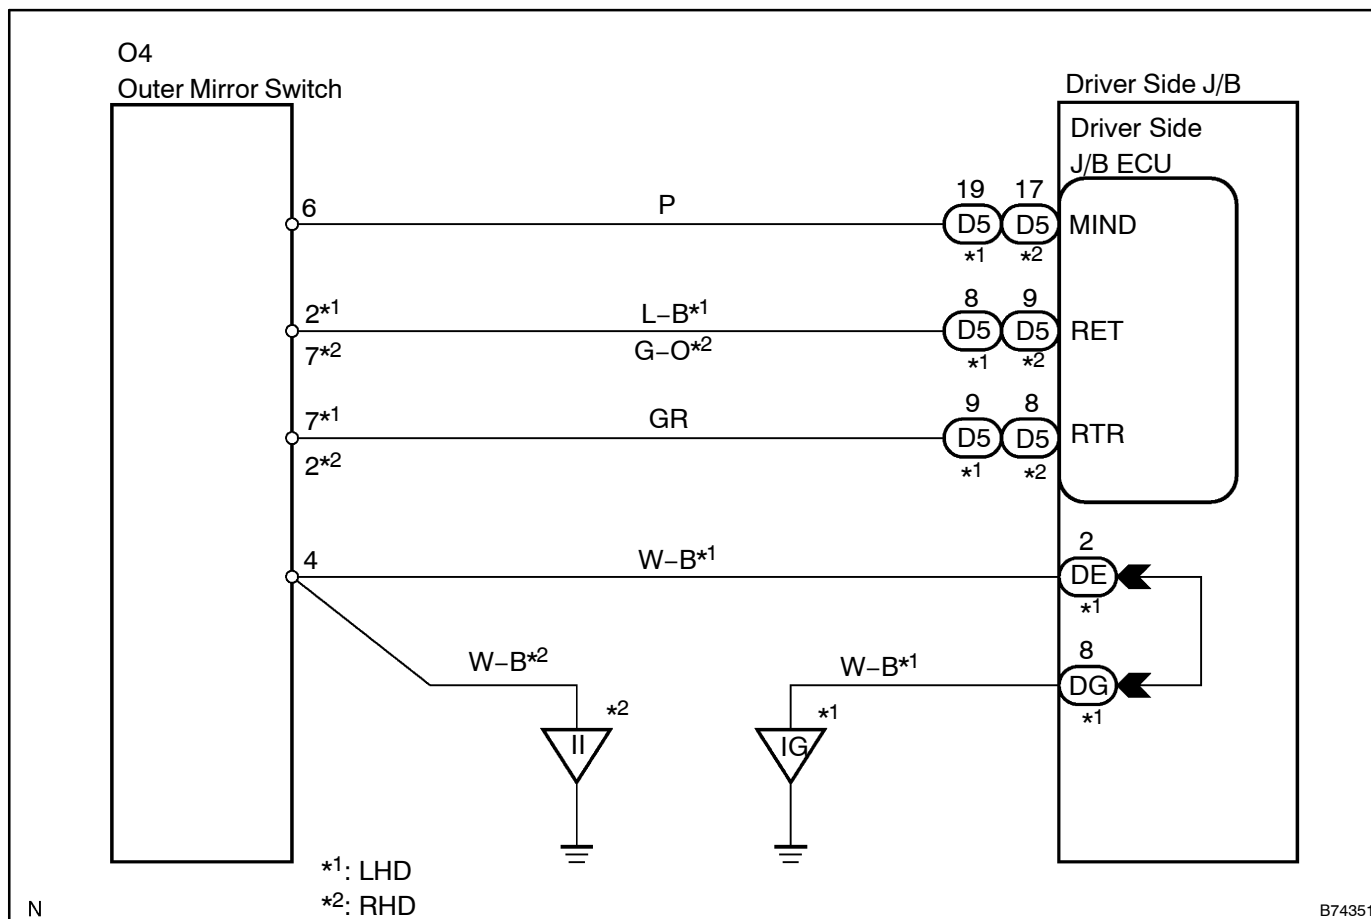 O4
Outer Mirror Switch
Driver Side J/B
Driver Side
J/B ECU
6
P
19 17
D5 D5
MIND
*1 *2
2*1
L−B*1
8 9
D5 D5
RET
7*2
G−O*2
*1 *2
7*1
GR
9 8
D5 D5
RTR
2*2
*1 *2
4
W−B*1
2
DE
*1
W−B*2
W−B*1
8
DG
*1
*2
II
*1
IG
*1: LHD
*2: RHD
N
B74351